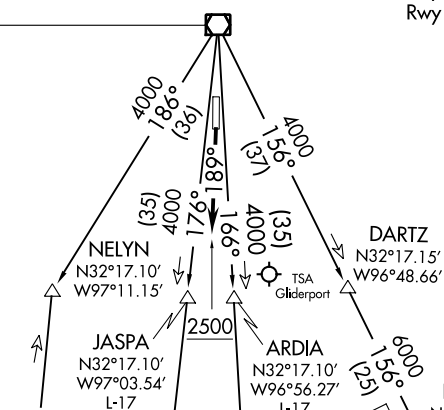 Rwy
4000
186°
(36)
4000
156°
(37)
189°
(35)
4000
176°
(35)
4000
166°
NELYN
N32°17.10'
W97°11.15'
TSA
Gliderport
DARTZ
N32°17.15'
W96°48.66'
2500
JASPA
N32°17.10'
W97°03.54'
L-17
ARDIA
N32°17.10'
W96°56.27'
L-17
6000
156°
(25)